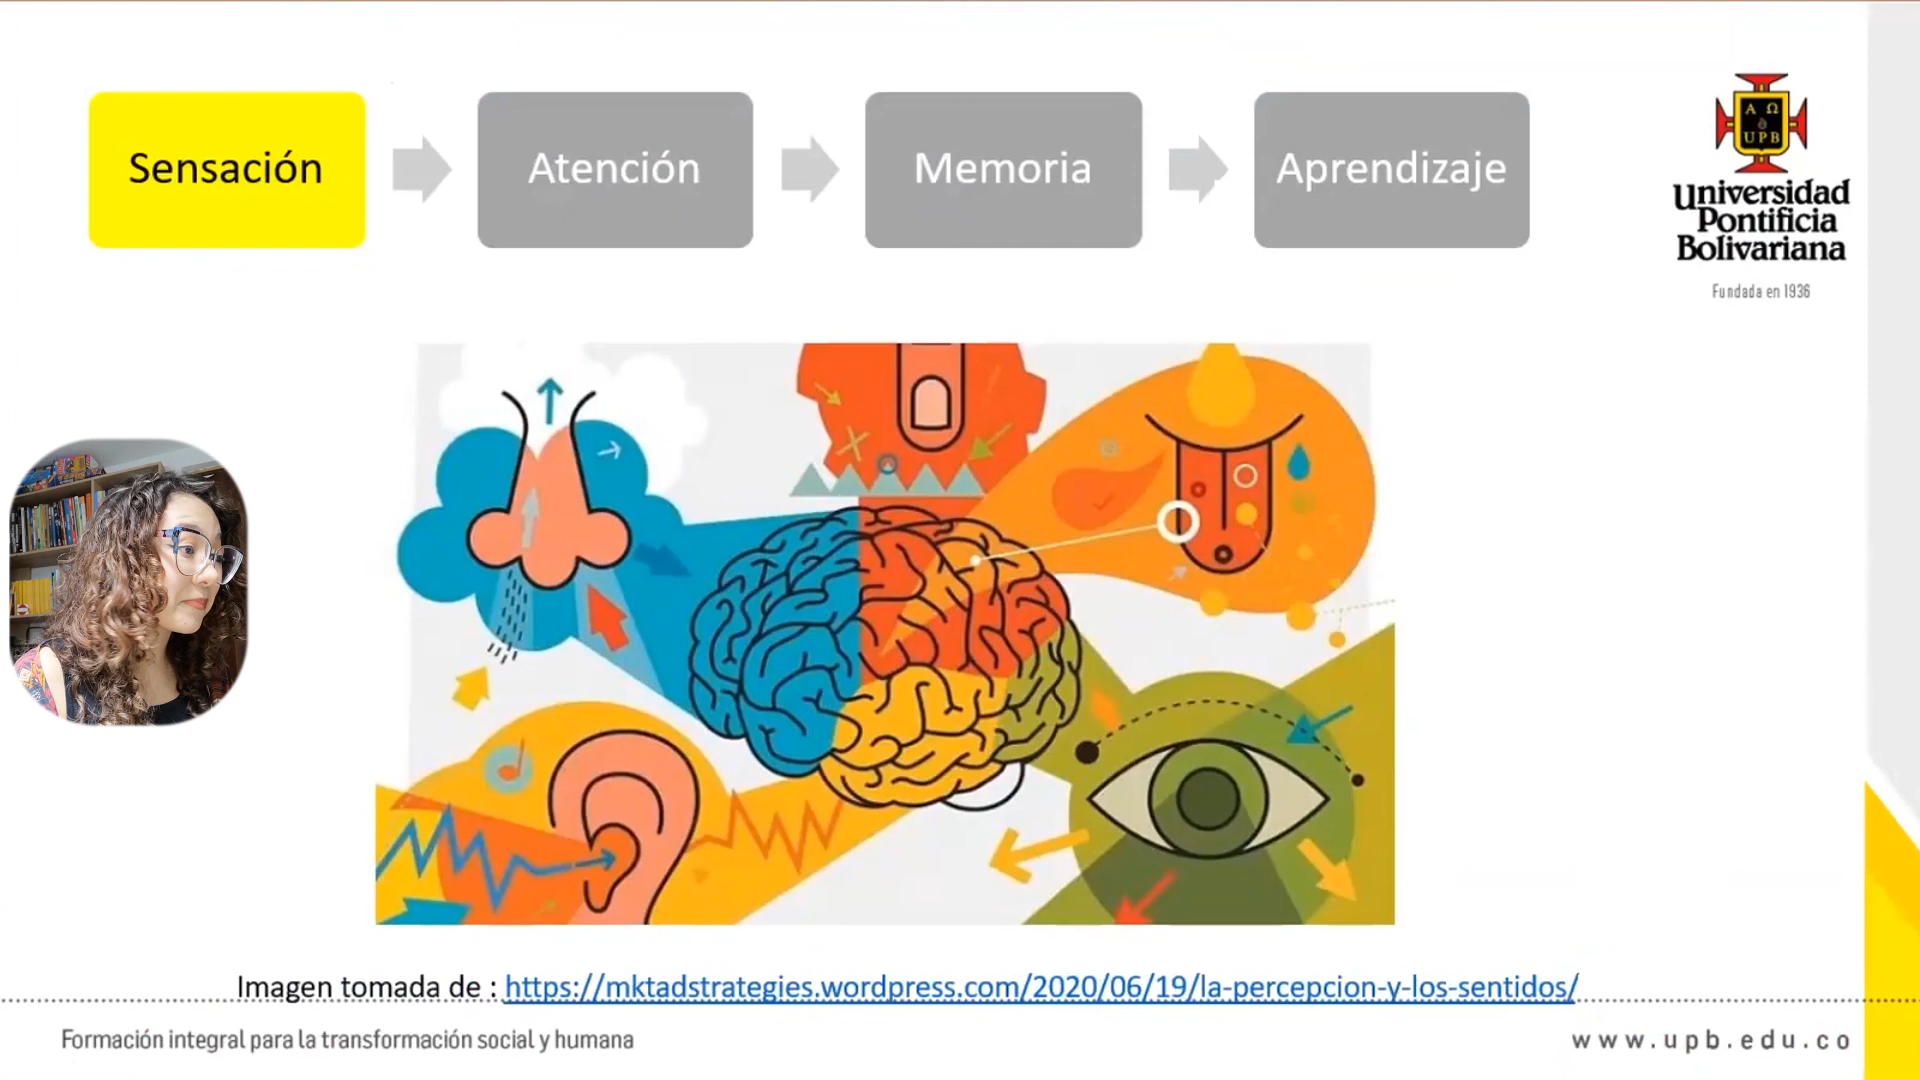 Sensación
Atención
Memoria
Aprendizaje
Α Ω
UPB
Universidad
Pontificia
Bolivariana
Fundada en 1936
Imagen tomada de : https://mktadstrategies.wordpress.com/2020/06/19/la-percepcion-y-los-sentidos/
Formación integral para la transformación social y humana
www.upb.edu.co